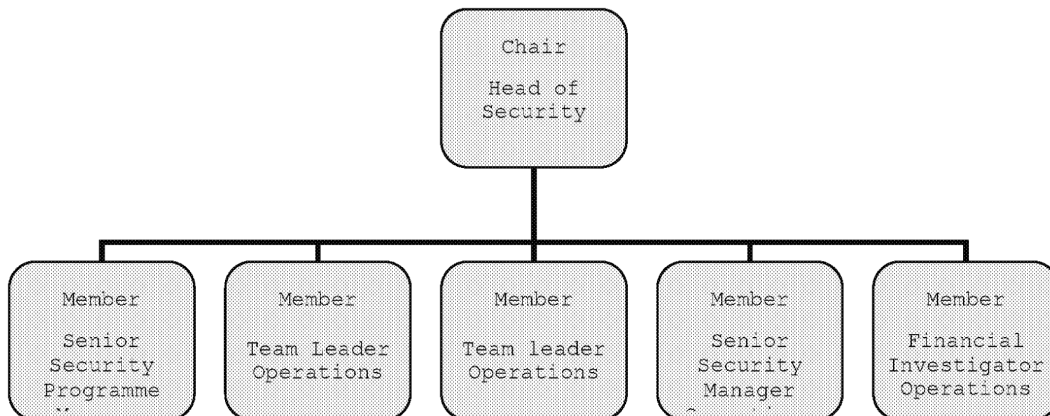 Chair
Head of
Security
Member
Senior
Security
Programme
Member
Team Leader
Operations
Member
Team leader
Operations
Member
Senior
Security
Manager
Member
Financial
Investigator
Operations